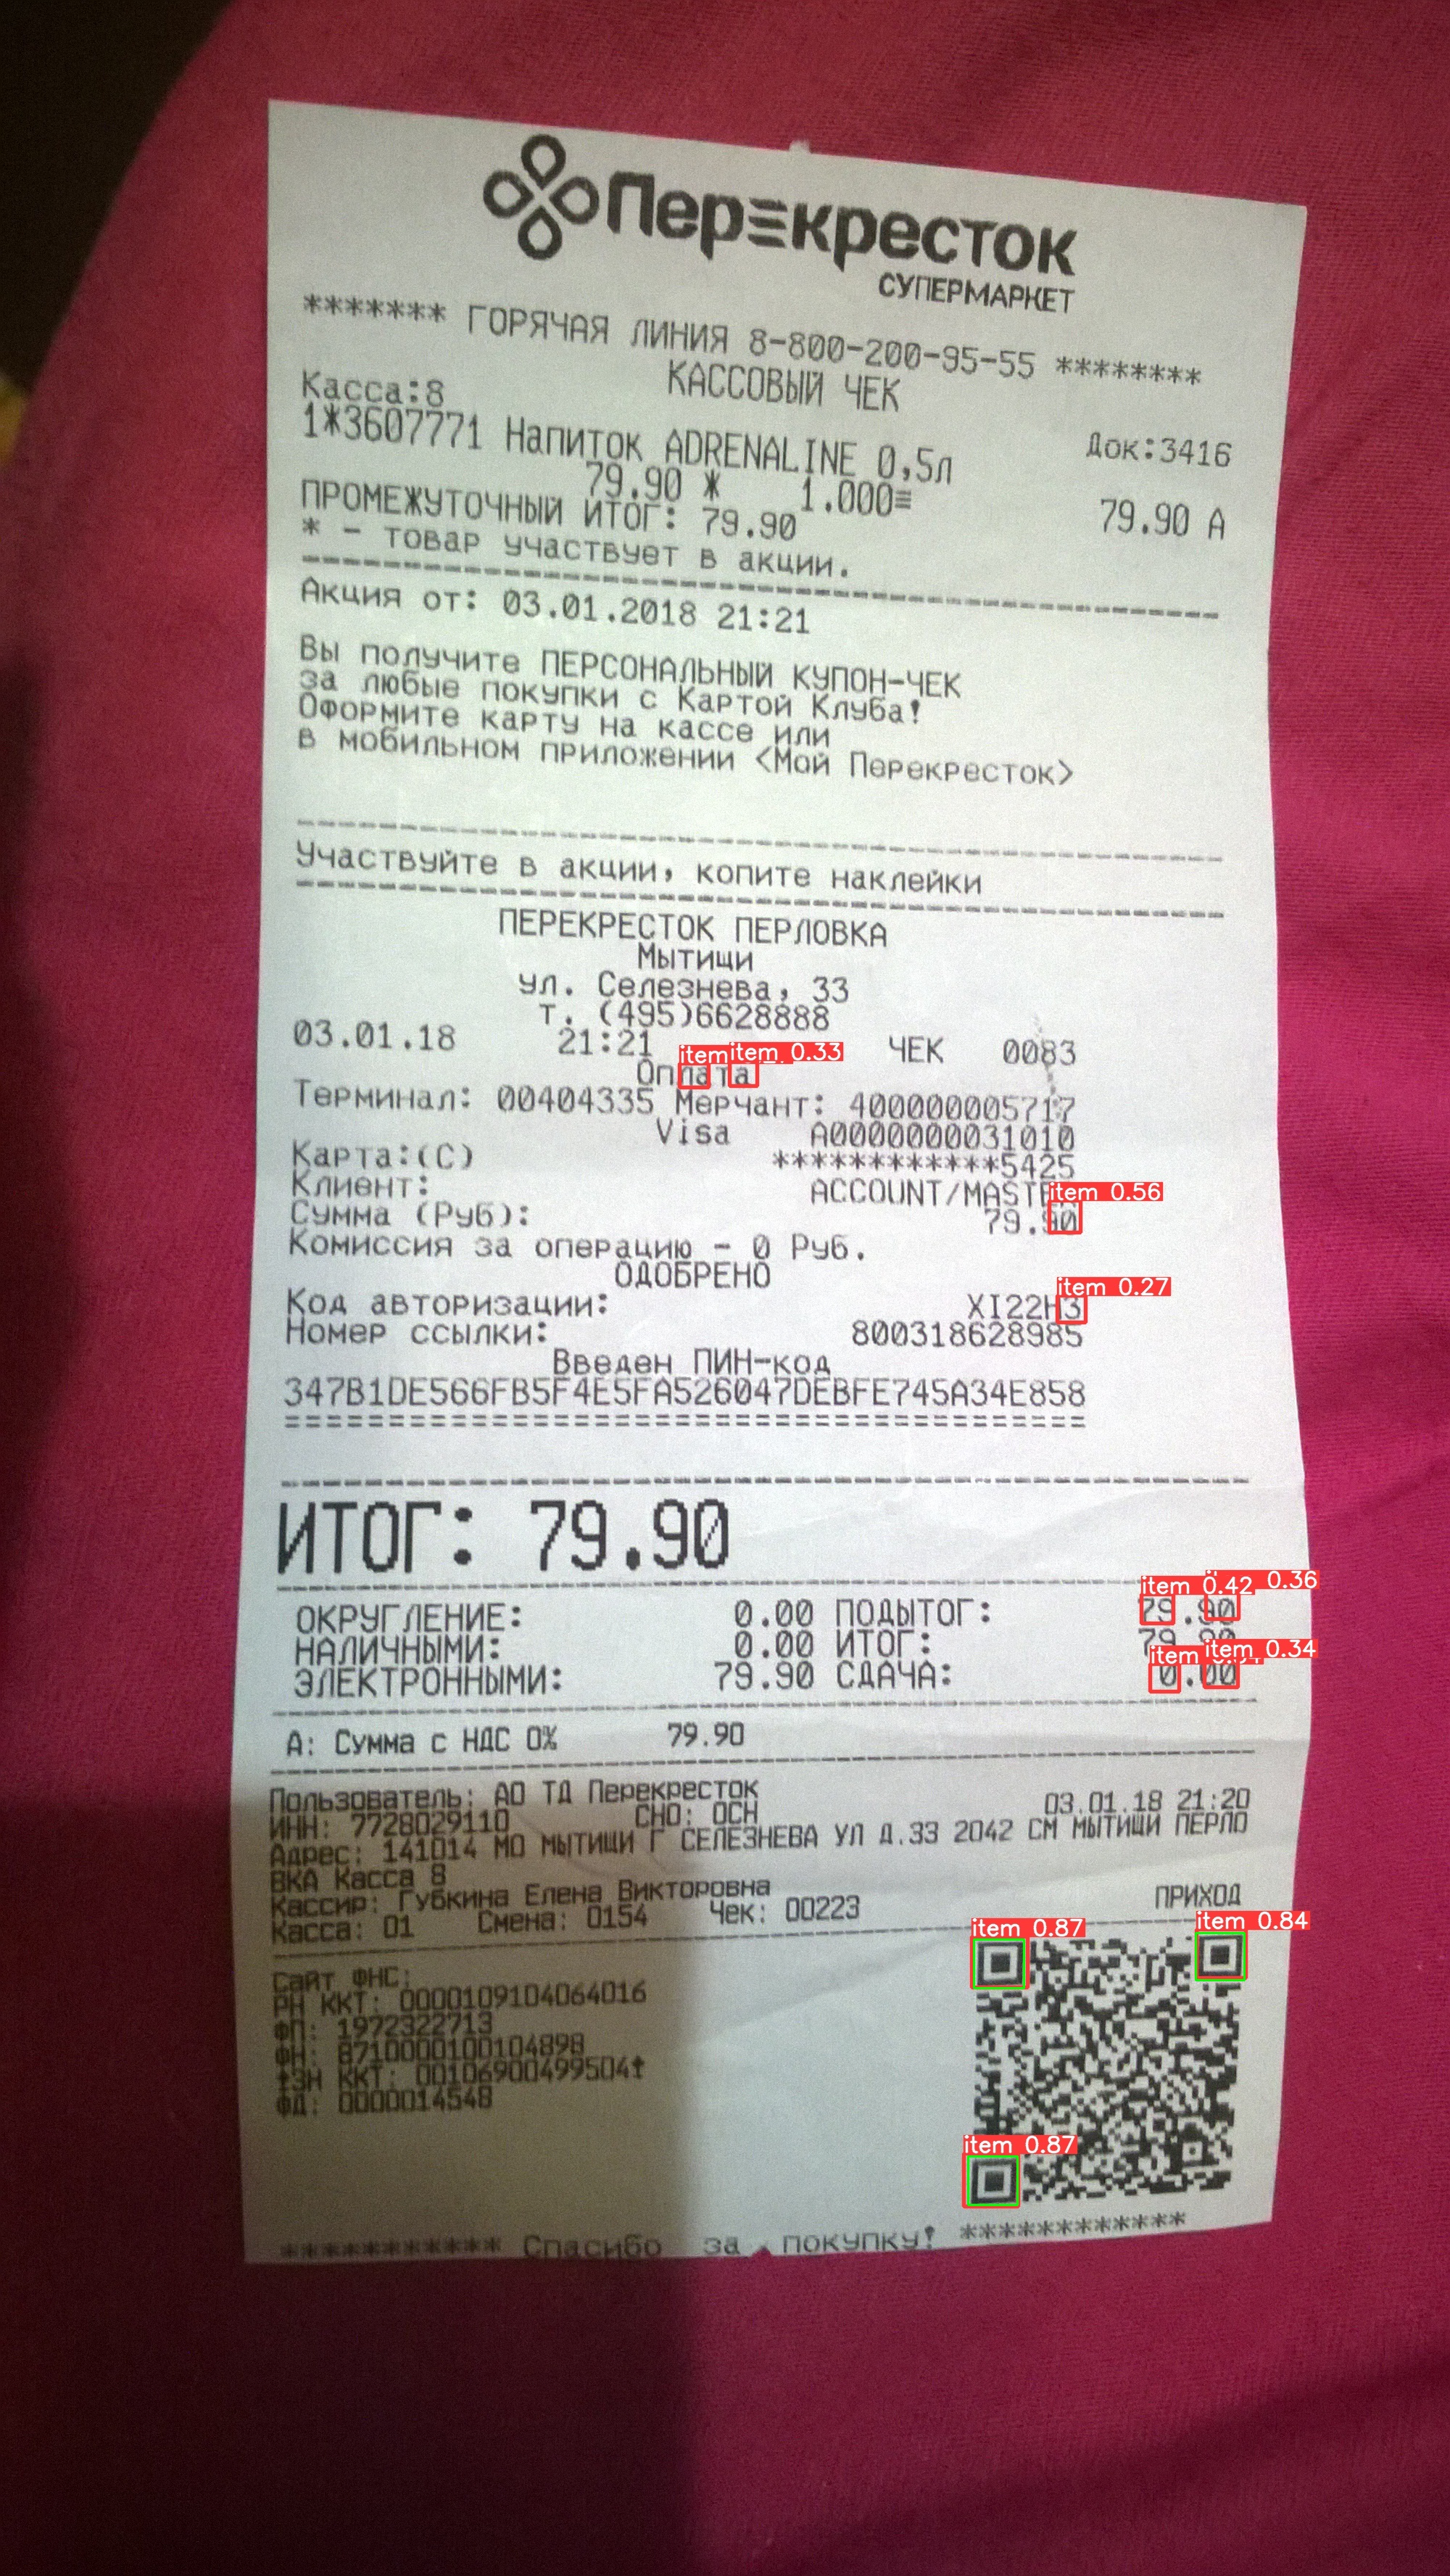 Перекресток
СУПЕРМАРКЕТ
******* ГОРЯЧАЯ ЛИНИЯ 8-800-200-95-55 ********
КАССОВЫЙ ЧЕК
Касса:8 Док:3416
1*3607771 Напиток ADRENALINE 0,5л
79.90 * 1.000= 79.90 А
ПРОМЕЖУТОЧНЫЙ ИТОГ: 79.90
* - товар участвует в акции.
Акция от: 03.01.2018 21:21
Вы получите ПЕРСОНАЛЬНЫЙ КУПОН-ЧЕК
за любые покупки с Картой Клуба!
Оформите карту на кассе или
в мобильном приложении <Мой Перекресток>
Участвуйте в акции, копите наклейки
ПЕРЕКРЕСТОК ПЕРЛОВКА
Мытищи
ул. Селезнева, 33
т. (495)6628888
03.01.18 21:21 ЧЕК 0083
item item 0.33
Оплата
Терминал: 00404335 Мерчант: 400000005717
Visa A0000000031010
Карта:(C) ************5425
Клиент: ACCOUNT/MASTE
item 0.56
Сумма (Руб): 79.90
Комиссия за операцию - 0 Руб.
ОДОБРЕНО
item 0.27
Код авторизации: XI22H3
Номер ссылки: 800318628985
Введен ПИН-код
347B1DE566FB5F4E5FA526047DEBFE745A34E858
========================================
ИТОГ: 79.90
item 0.42 0.36
ОКРУГЛЕНИЕ: 0.00 ПОДЫТОГ: 79.90
НАЛИЧНЫМИ: 0.00 ИТОГ: 79.90
item item 0.34
ЭЛЕКТРОННЫМИ: 79.90 СДАЧА: 0.00
А: Сумма с НДС 0% 79.90
Пользователь: АО ТД Перекресток 03.01.18 21:20
ИНН: 7728029110 СНО: ОСН
Адрес: 141014 МО МЫТИЩИ Г СЕЛЕЗНЕВА УЛ Д.33 2042 СМ МЫТИЩИ ПЕРЛО
ВКА Касса 8
Кассир: Губкина Елена Викторовна ПРИХОД
Касса: 01 Смена: 0154 Чек: 00223
item 0.87 item 0.84
Сайт ФНС:
РН ККТ: 0000109104064016
ФП: 1972322713
ФН: 8710000100104898
ЗН ККТ: 001069004499504
ФД: 0000014548
item 0.87
*********** Спасибо за покупку! ************